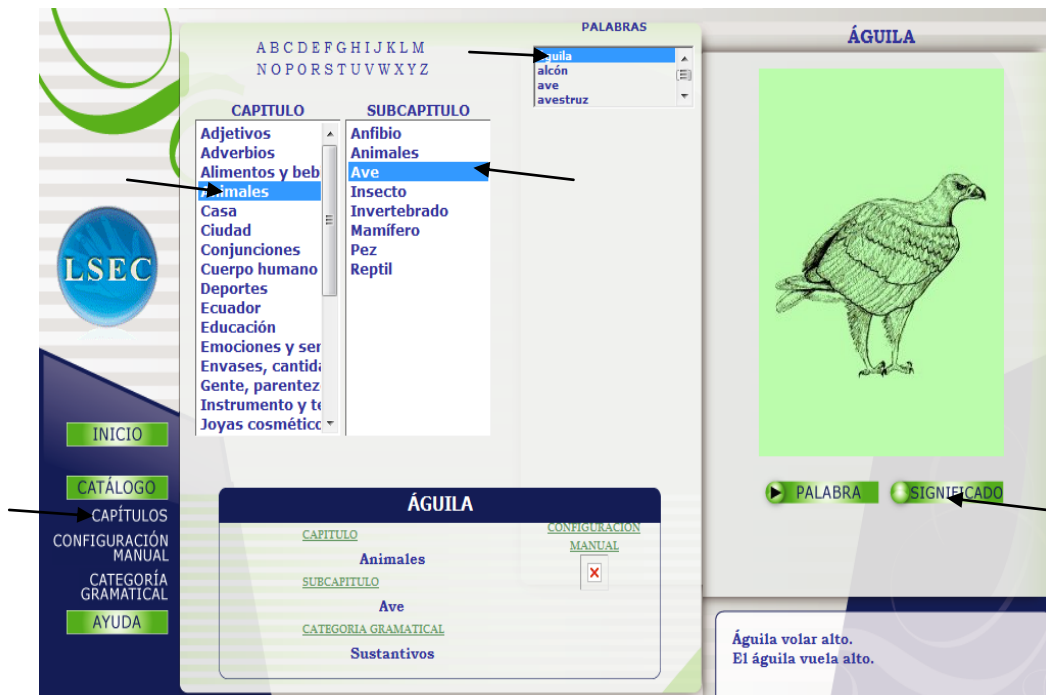 PALABRAS
ÁGUILA
A B C D E F G H I J K L M
N O P O R S T U V W X Y Z
alcón
ave
avestruz
CAPITULO
SUBCAPITULO
Adjetivos
Adverbios
Alimentos y beb
Animales
Casa
Ciudad
Conjunciones
Cuerpo humano
Deportes
Ecuador
Educación
Emociones y ser
Envases, cantida
Gente, parentez
Instrumento y te
Joyas cosmético
Anfibio
Animales
Ave
Insecto
Invertebrado
Mamífero
Pez
Reptil
LSEC
INICIO
CATÁLOGO
CAPÍTULOS
CONFIGURACIÓN
MANUAL
CATEGORÍA
GRAMATICAL
AYUDA
ÁGUILA
CAPITULO
Animales
SUBCAPITULO
Ave
CATEGORIA GRAMATICAL
Sustantivos
CONFIGURACIÓN
MANUAL
PALABRA
SIGNIFICADO
Águila volar alto.
El águila vuela alto.